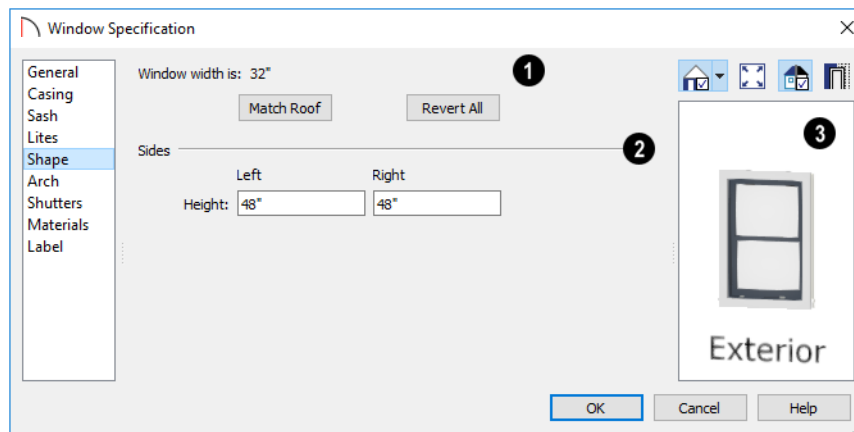 Window Specification
General
Casing
Sash
Lites
Shape
Arch
Shutters
Materials
Label
Window width is: 32"
1
Match Roof
Revert All
Sides
2
Left
Right
Height:
48"
48"
3
Exterior
OK
Cancel
Help